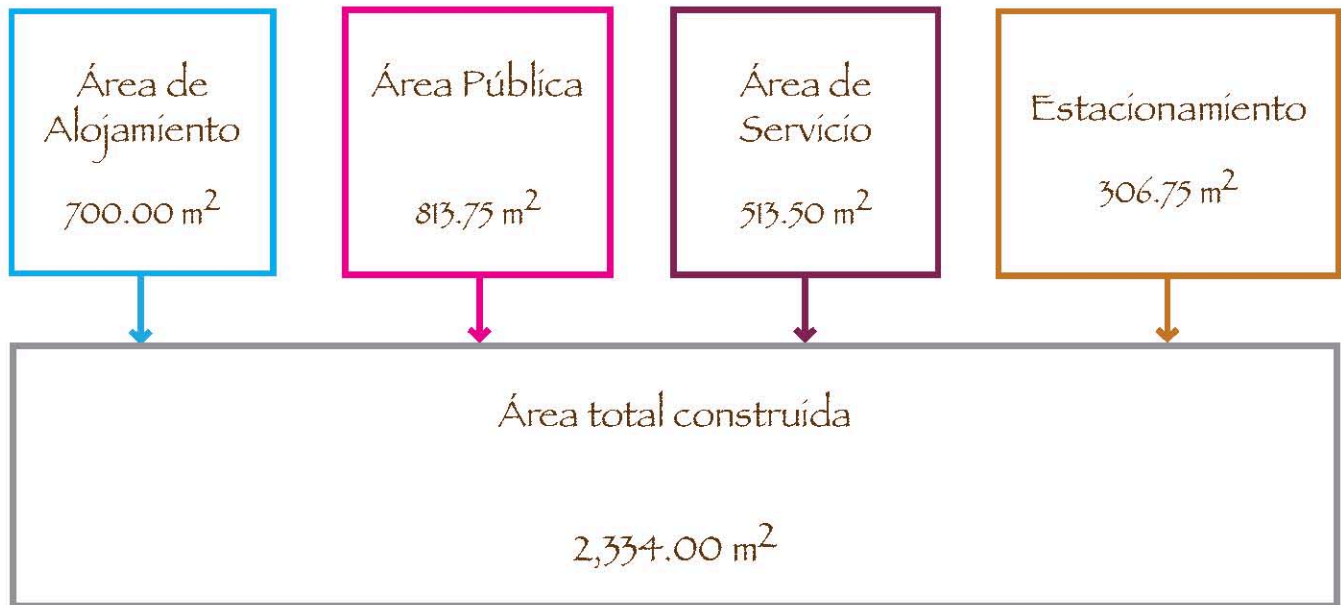 Área de
Alojamiento
700.00 m²
Área Pública
813.75 m²
Área de
Servicio
513.50 m²
Estacionamiento
306.75 m²
Área total construida
2,334.00 m²